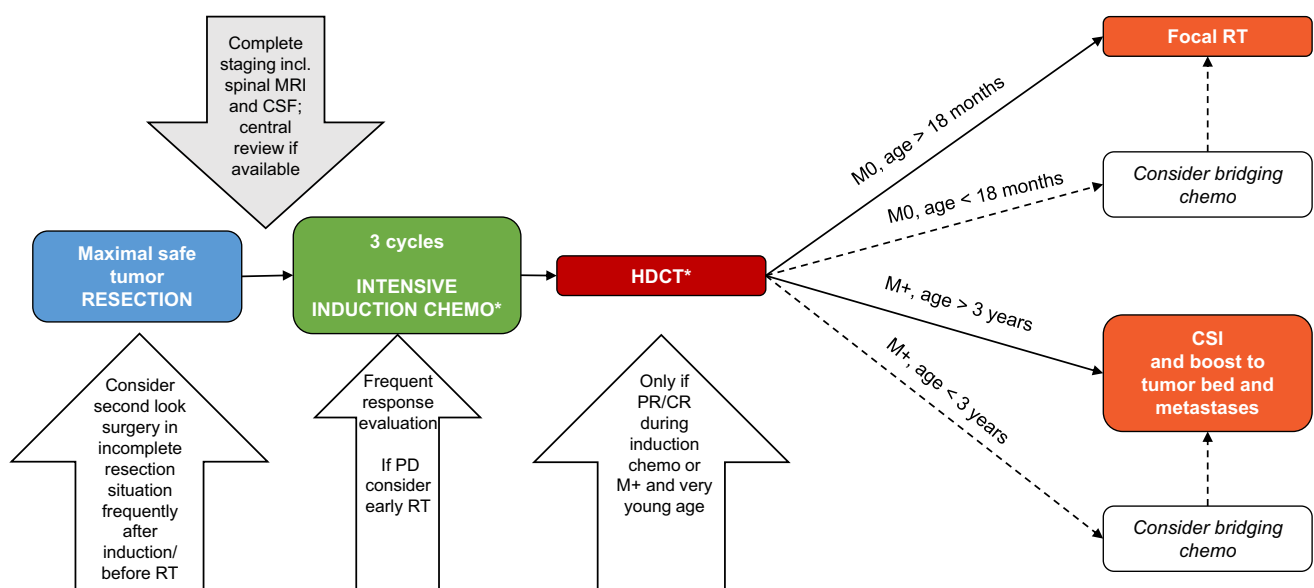 Complete
staging incl.
spinal MRI
and CSF;
central
review if
available
Maximal safe
tumor
RESECTION
3 cycles
INTENSIVE
INDUCTION CHEMO*
HDCT*
Consider
second look
surgery in
incomplete
resection
situation
frequently
after
induction/
before RT
Frequent
response
evaluation
If PD
consider
early RT
Only if
PR/CR
during
induction
chemo or
M+ and very
young age
M0, age > 18 months
M0, age < 18 months
M+, age > 3 years
M+, age < 3 years
Focal RT
Consider bridging
chemo
CSI
and boost to
tumor bed and
metastases
Consider bridging
chemo